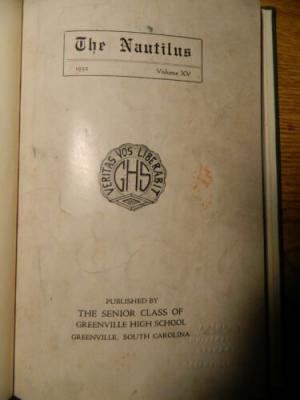 The Nautilus
1932 Volume XV
VERITAS VOS LIBERABIT
GHS
PUBLISHED BY
THE SENIOR CLASS OF
GREENVILLE HIGH SCHOOL
GREENVILLE, SOUTH CAROLINA